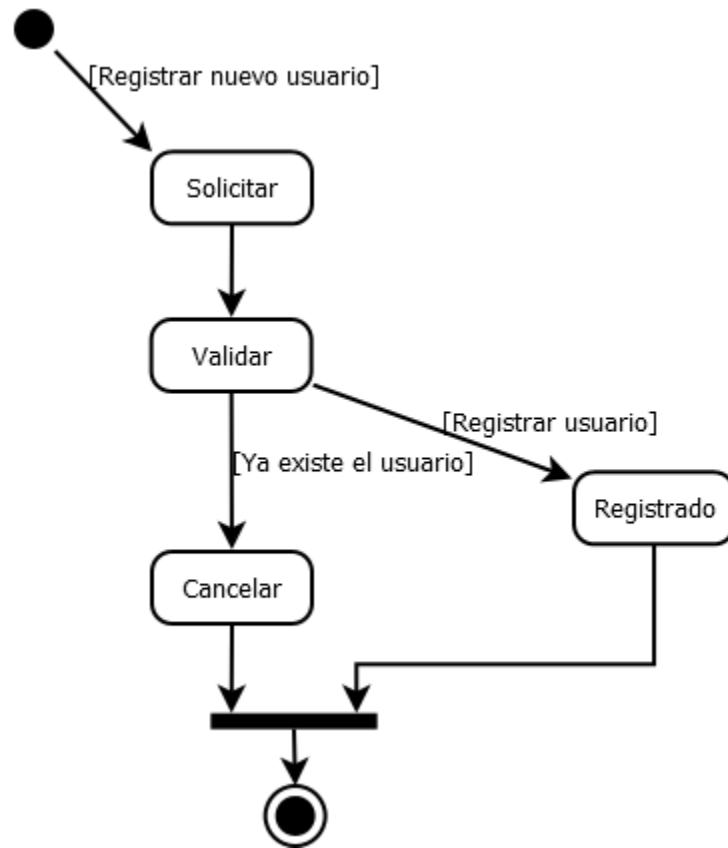 [Registrar nuevo usuario]
Solicitar
Validar
[Registrar usuario]
[Ya existe el usuario]
Registrado
Cancelar